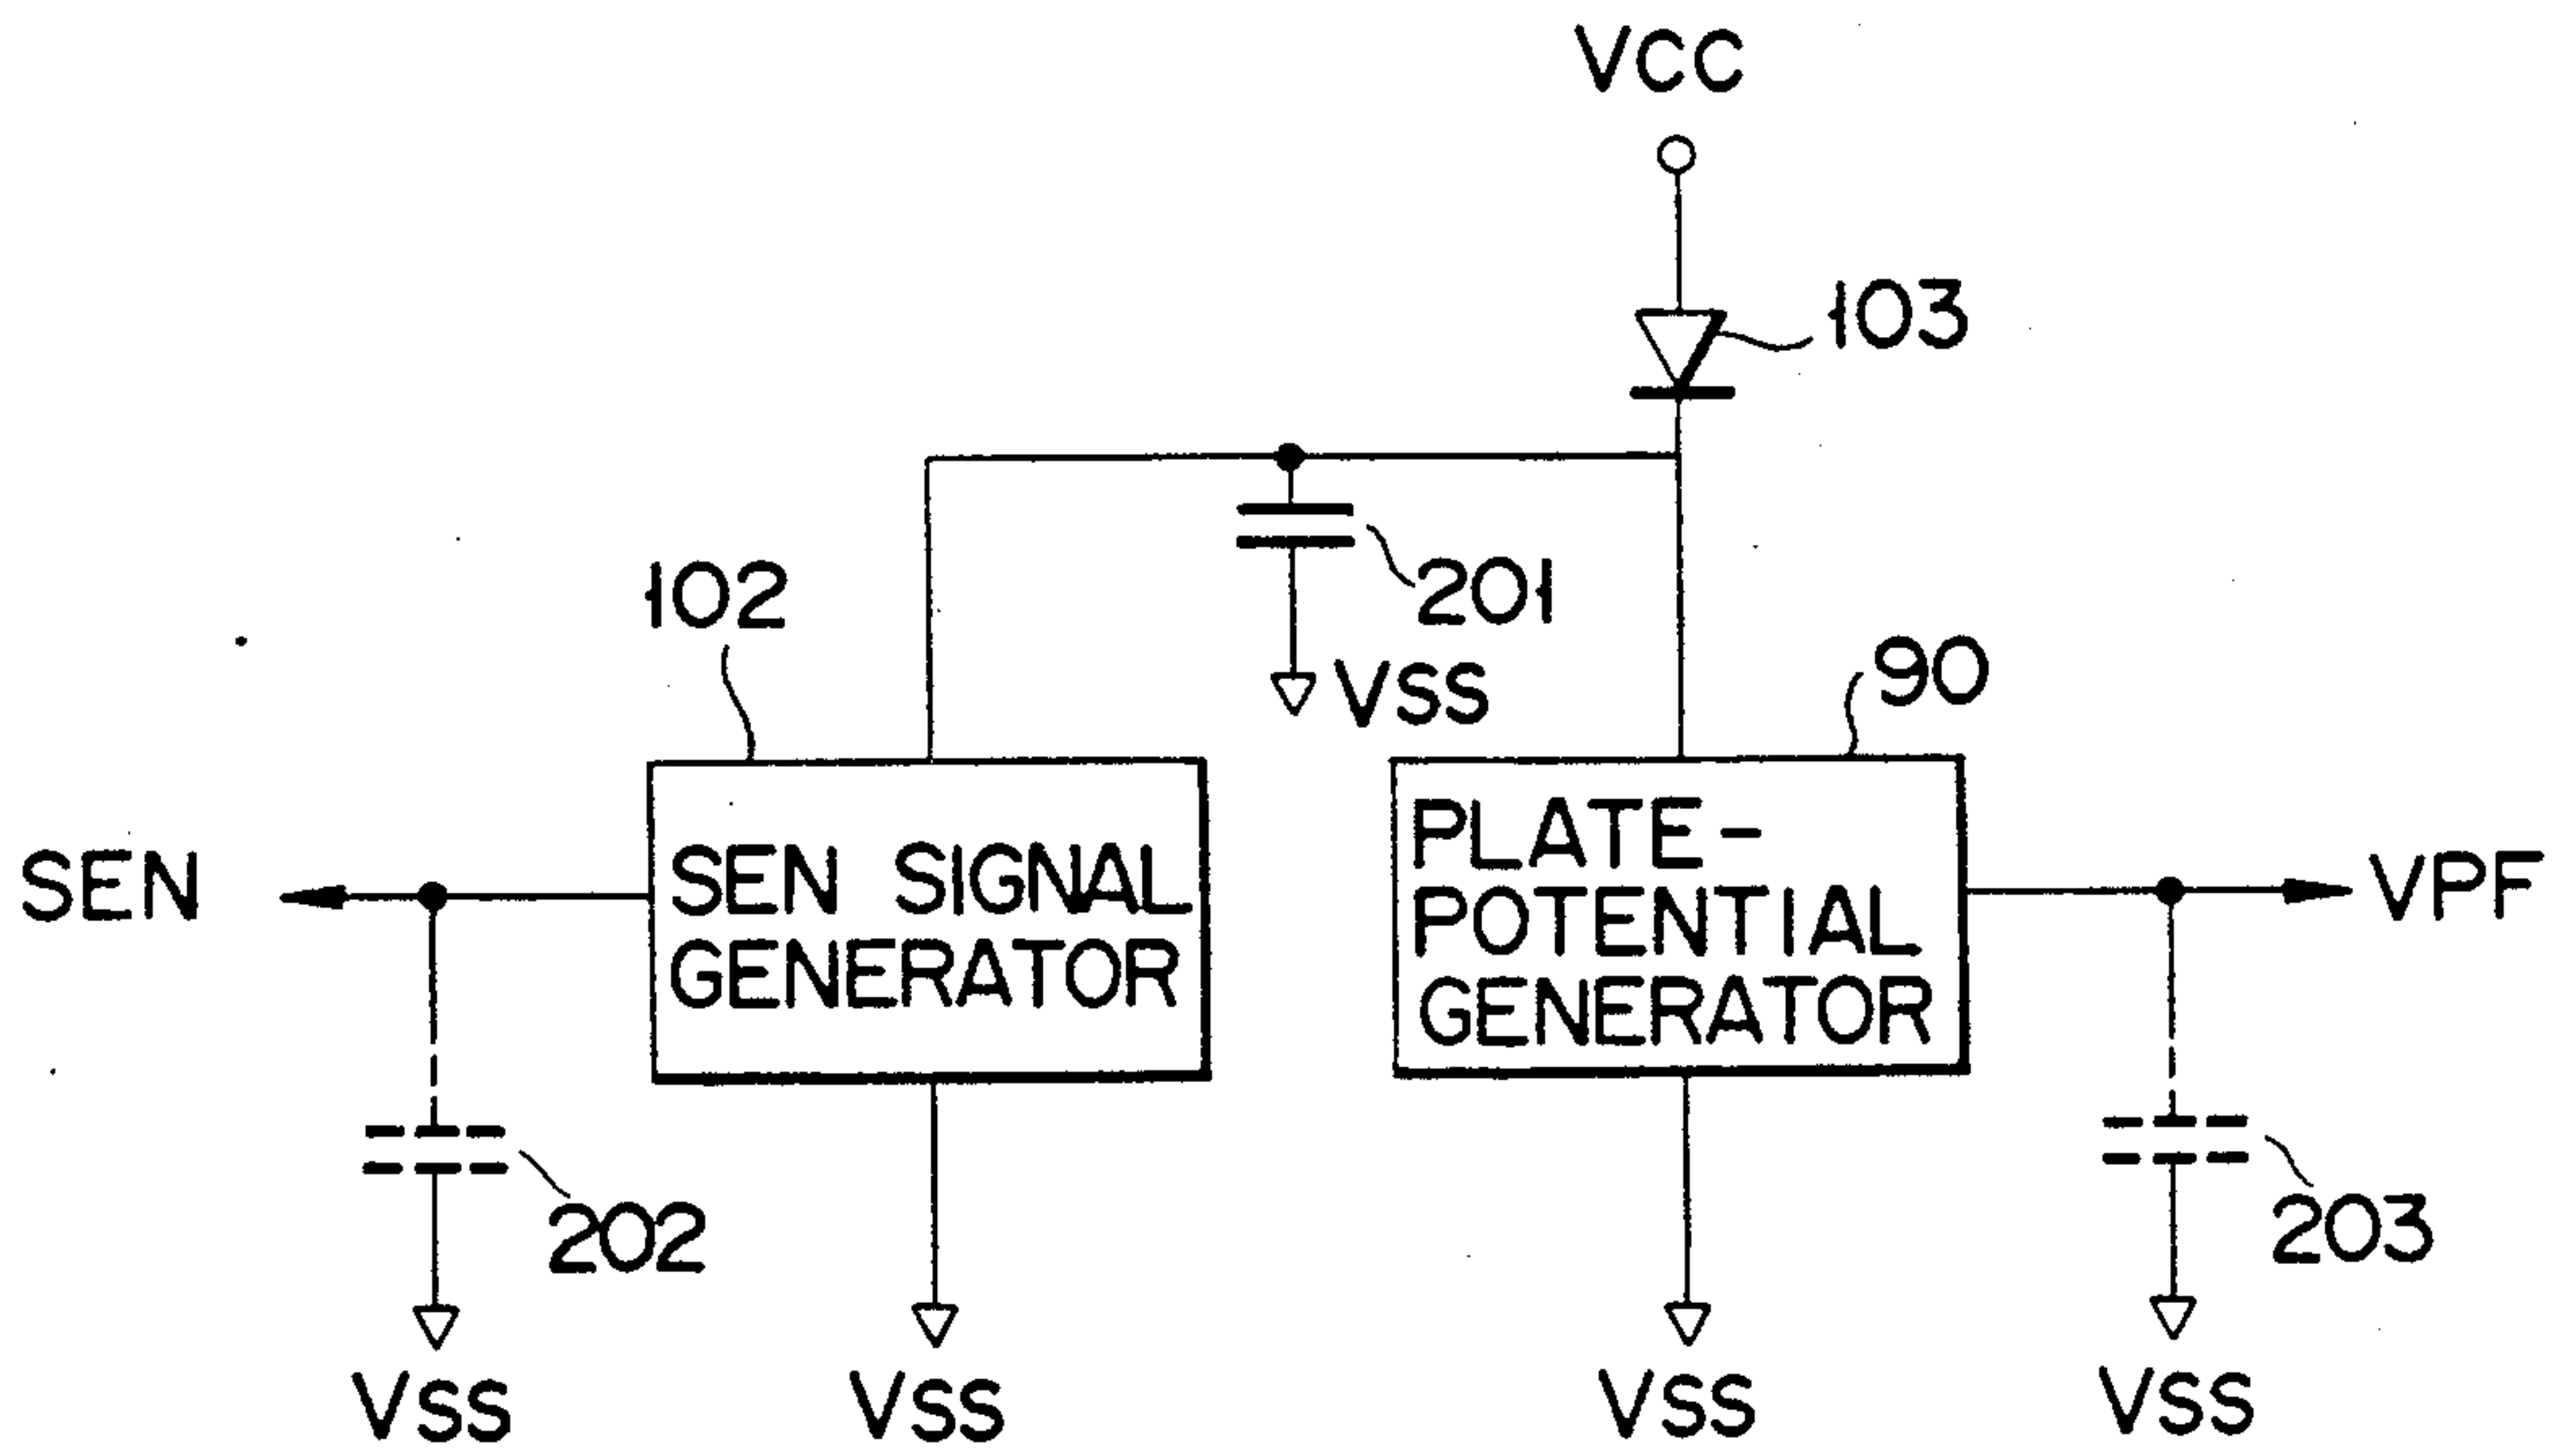 VCC
103
201
VSS
102
90
SEN
SEN SIGNAL
GENERATOR
PLATE-
POTENTIAL
GENERATOR
VPF
202
203
VSS
VSS
VSS
VSS